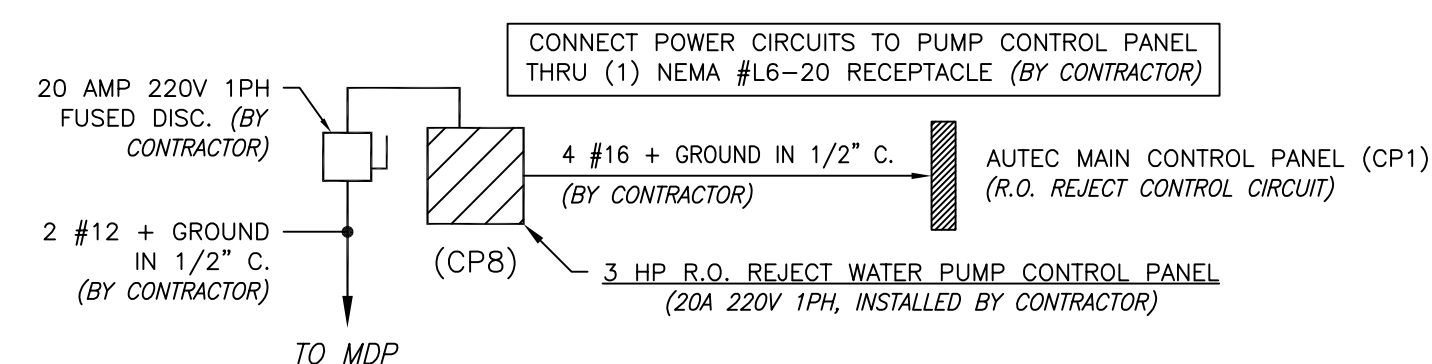 CONNECT POWER CIRCUITS TO PUMP CONTROL PANEL
THRU (1) NEMA #L6-20 RECEPTACLE (BY CONTRACTOR)
20 AMP 220V 1PH
FUSED DISC. (BY
CONTRACTOR)
4 #16 + GROUND IN 1/2" C.
(BY CONTRACTOR)
AUTEC MAIN CONTROL PANEL (CP1)
(R.O. REJECT CONTROL CIRCUIT)
2 #12 + GROUND
IN 1/2" C.
(BY CONTRACTOR)
(CP8)
3 HP R.O. REJECT WATER PUMP CONTROL PANEL
(20A 220V 1PH, INSTALLED BY CONTRACTOR)
TO MDP